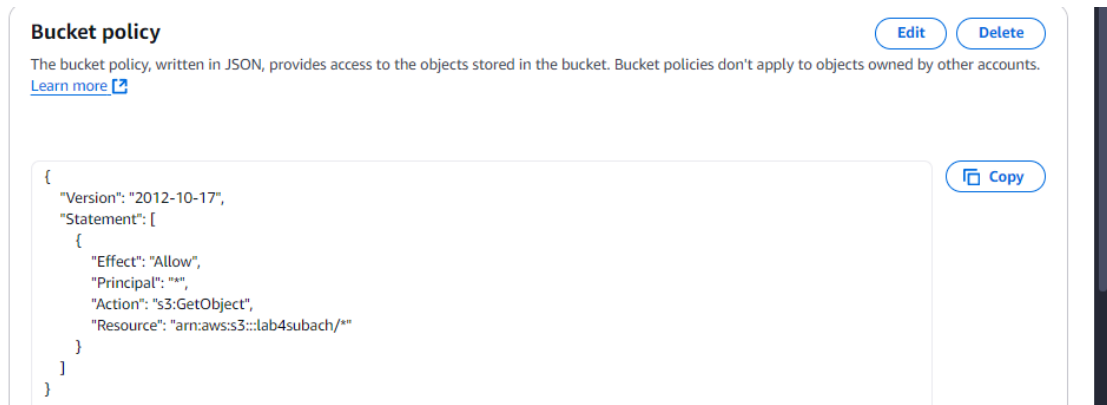 Bucket policy
Edit
Delete
The bucket policy, written in JSON, provides access to the objects stored in the bucket. Bucket policies don't apply to objects owned by other accounts.
Learn more
Copy
{
"Version": "2012-10-17",
"Statement": [
{
"Effect": "Allow",
"Principal": "*",
"Action": "s3:GetObject",
"Resource": "arn:aws:s3:::lab4subach/*"
}
]
}